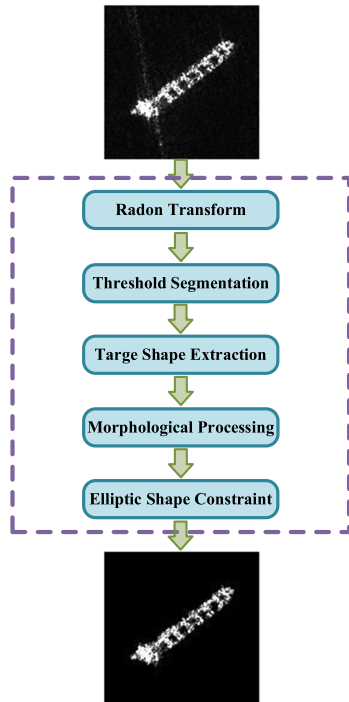 Radon Transform
Threshold Segmentation
Targe Shape Extraction
Morphological Processing
Elliptic Shape Constraint